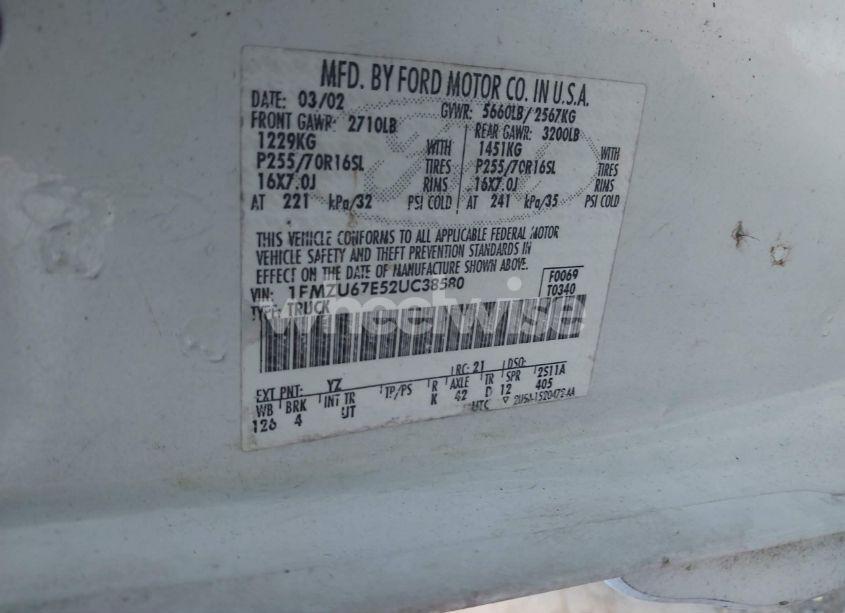 MFD. BY FORD MOTOR CO. IN U.S.A.
DATE: 03/02 GVWR: 5660LB/ 2567KG
FRONT GAWR: 2710LB REAR GAWR: 3200LB
1229KG WITH 1451KG WITH
P255/70R16SL TIRES P255/70R16SL TIRES
16X7.0J RIMS 16X7.0J RIMS
AT 221 kPa/32 PSI COLD AT 241 kPa/35 PSI COLD
THIS VEHICLE CONFORMS TO ALL APPLICABLE FEDERAL MOTOR
VEHICLE SAFETY AND THEFT PREVENTION STANDARDS IN
EFFECT ON THE DATE OF MANUFACTURE SHOWN ABOVE.
VIN: 1FMZU67E52UC38580 F0069
TYPE: TRUCK T0340
wheelwise
EXT PNT: YZ RC: 21 DSO:
WB BRK INT TR TP/PS R AXLE TR SPR 2S11A
126 4 UT K 42 D 12 405
UTC